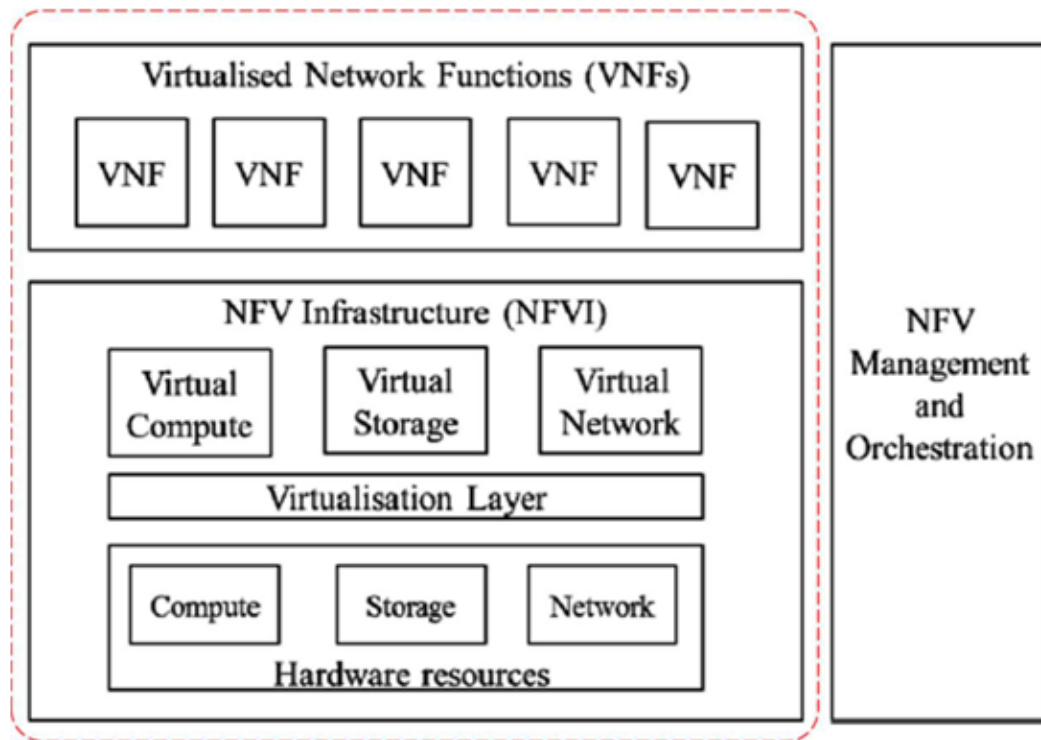 Virtualised Network Functions (VNFs)
VNF
VNF
VNF
VNF
VNF
NFV Infrastructure (NFVI)
Virtual
Compute
Virtual
Storage
Virtual
Network
Virtualisation Layer
Compute
Storage
Network
Hardware resources
NFV
Management
and
Orchestration